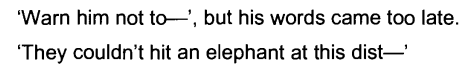 ‘Warn him not to—’, but his words came too late.
‘They couldn’t hit an elephant at this dist—’